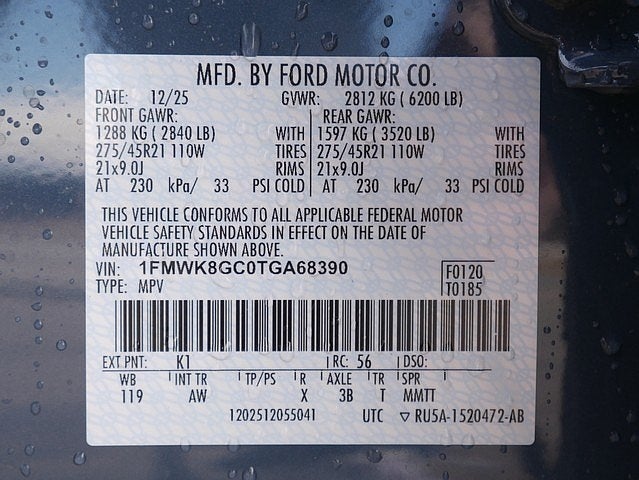 MFD. BY FORD MOTOR CO.
DATE: 12/25 GVWR: 2812 KG ( 6200 LB)
FRONT GAWR: REAR GAWR:
1288 KG ( 2840 LB) WITH 1597 KG ( 3520 LB) WITH
275/45R21 110W TIRES 275/45R21 110W TIRES
21x9.0J RIMS 21x9.0J RIMS
AT 230 kPa/ 33 PSI COLD AT 230 kPa/ 33 PSI COLD
THIS VEHICLE CONFORMS TO ALL APPLICABLE FEDERAL MOTOR
VEHICLE SAFETY STANDARDS IN EFFECT ON THE DATE OF
MANUFACTURE SHOWN ABOVE.
VIN: 1FMWK8GC0TGA68390 F0120
TYPE: MPV T0185
EXT PNT: K1 RC: 56 DSO:
WB INT TR TP/PS R AXLE TR SPR
119 AW X 3B T MMTT
1202512055041 UTC ▽ RU5A-1520472-AB